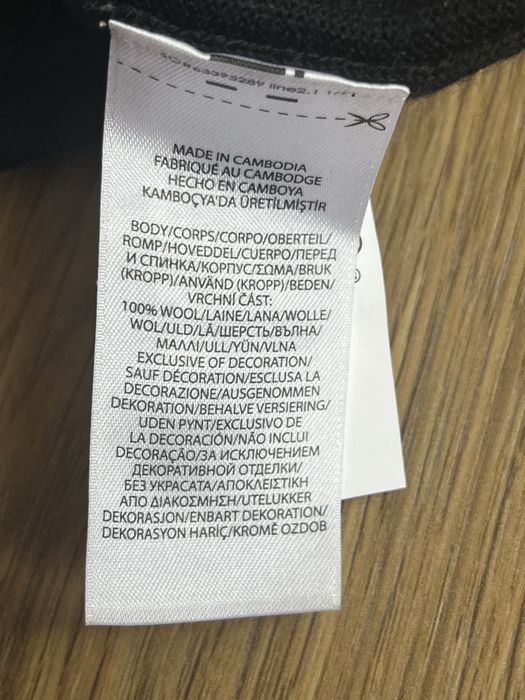 line2.1
MADE IN CAMBODIA
FABRIQUÉ AU CAMBODGE
HECHO EN CAMBOYA
KAMBOÇYA'DA ÜRETİLMİŞTİR
BODY/CORPS/CORPO/OBERTEIL/
ROMP/HOVEDDEL/CUERPO/ПЕРЕД
И СПИНКА/КОРПУС/ΣΩΜΑ/BRUK
(KROPP)/ANVÄND (KROPP)/BEDEN/
VRCHNÍ ČÁST:
100% WOOL/LAINE/LANA/WOLLE/
WOL/ULD/LÃ/ШЕРСТЬ/ВЪЛНА/
ΜΑΛΛΙ/ULL/YÜN/VLNA
EXCLUSIVE OF DECORATION/
SAUF DÉCORATION/ESCLUSA LA
DECORAZIONE/AUSGENOMMEN
DEKORATION/BEHALVE VERSIERING/
UDEN PYNT/EXCLUSIVO DE
LA DECORACIÓN/NÃO INCLUI
DECORAÇÃO/ЗА ИСКЛЮЧЕНИЕМ
ДЕКОРАТИВНОЙ ОТДЕЛКИ/
БЕЗ УКРАСАТА/ΑΠΟΚΛΕΙΣΤΙΚΗ
ΑΠΟ ΔΙΑΚΟΣΜΗΣΗ/UTELUKKER
DEKORASJON/ENBART DEKORATION/
DEKORASYON HARİÇ/KROMĚ OZDOB